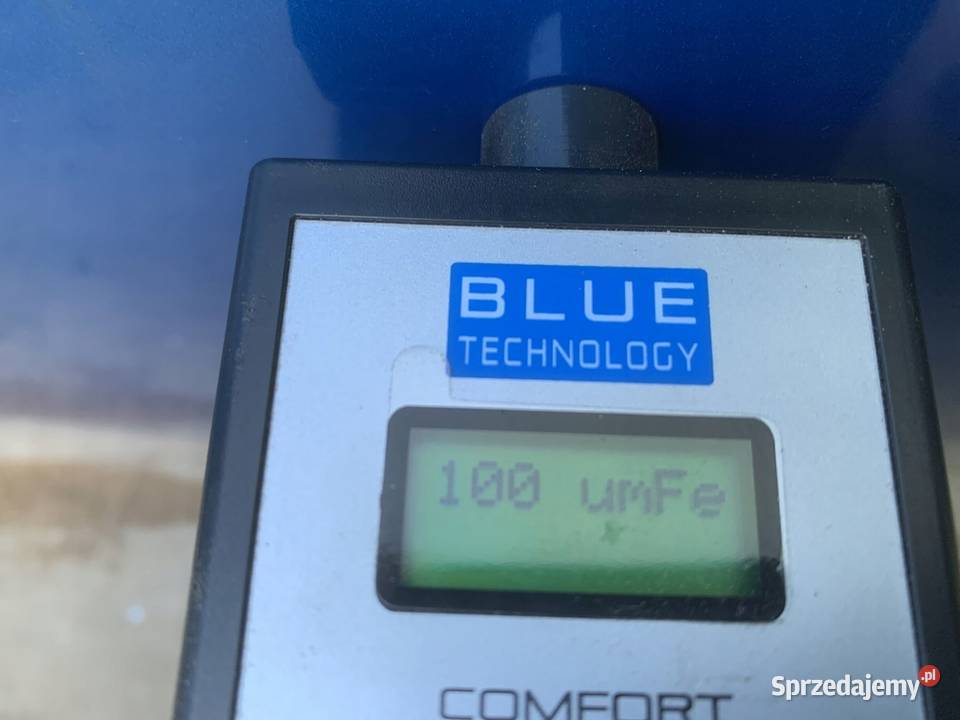 BLUE
TECHNOLOGY
100 umFe
COMFORT
Sprzedajemy.pl